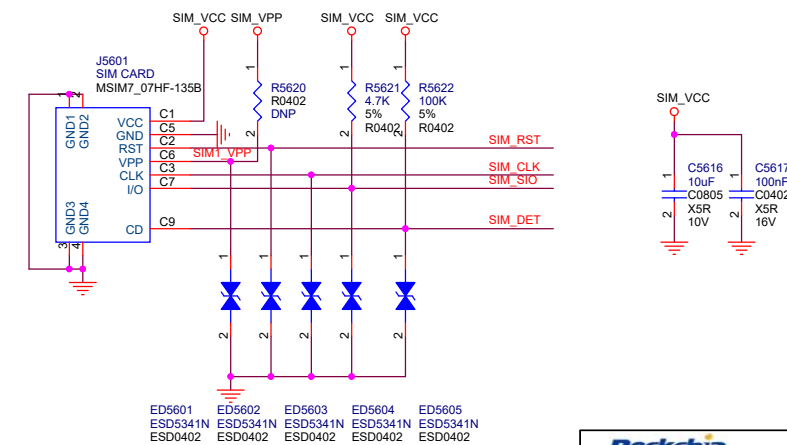 SIM_VCC SIM_VPP SIM_VCC SIM_VCC
J5601
SIM CARD
MSIM7_07HF-135B
1 2
GND1
GND2
GND3
GND4
3 4
VCC C1
GND C5
RST C2
VPP C6
CLK C3
I/O C7
CD C9
SIM1_VPP
1
R5620
R0402
DNP
2
1
R5621
4.7K
5%
R0402
2
1
R5622
100K
5%
R0402
2
SIM_RST
SIM_CLK
SIM_SIO
SIM_DET
1 1 1 1 1
2 2 2 2 2
ED5601 ED5602 ED5603 ED5604 ED5605
ESD5341N ESD5341N ESD5341N ESD5341N ESD5341N
ESD0402 ESD0402 ESD0402 ESD0402 ESD0402
SIM_VCC
1
C5616
10uF
C0805
X5R
10V
2
1
C5617
100nF
C0402
X5R
16V
2